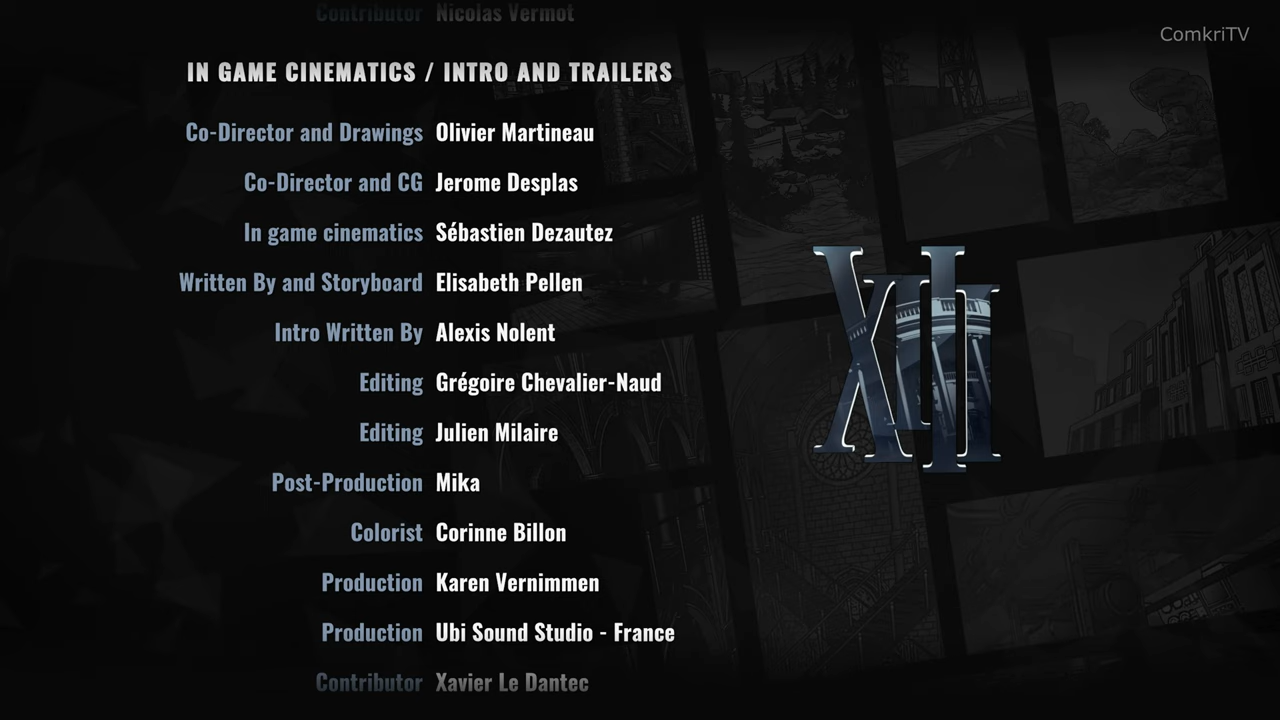 Contributor Nicolas Vermot
ComkriTV
IN GAME CINEMATICS / INTRO AND TRAILERS
Co-Director and Drawings Olivier Martineau
Co-Director and CG Jerome Desplas
In game cinematics Sébastien Dezautez
Written By and Storyboard Elisabeth Pellen
Intro Written By Alexis Nolent
XIII
Editing Grégoire Chevalier-Naud
Editing Julien Milaire
Post-Production Mika
Colorist Corinne Billon
Production Karen Vernimmen
Production Ubi Sound Studio - France
Contributor Xavier Le Dantec